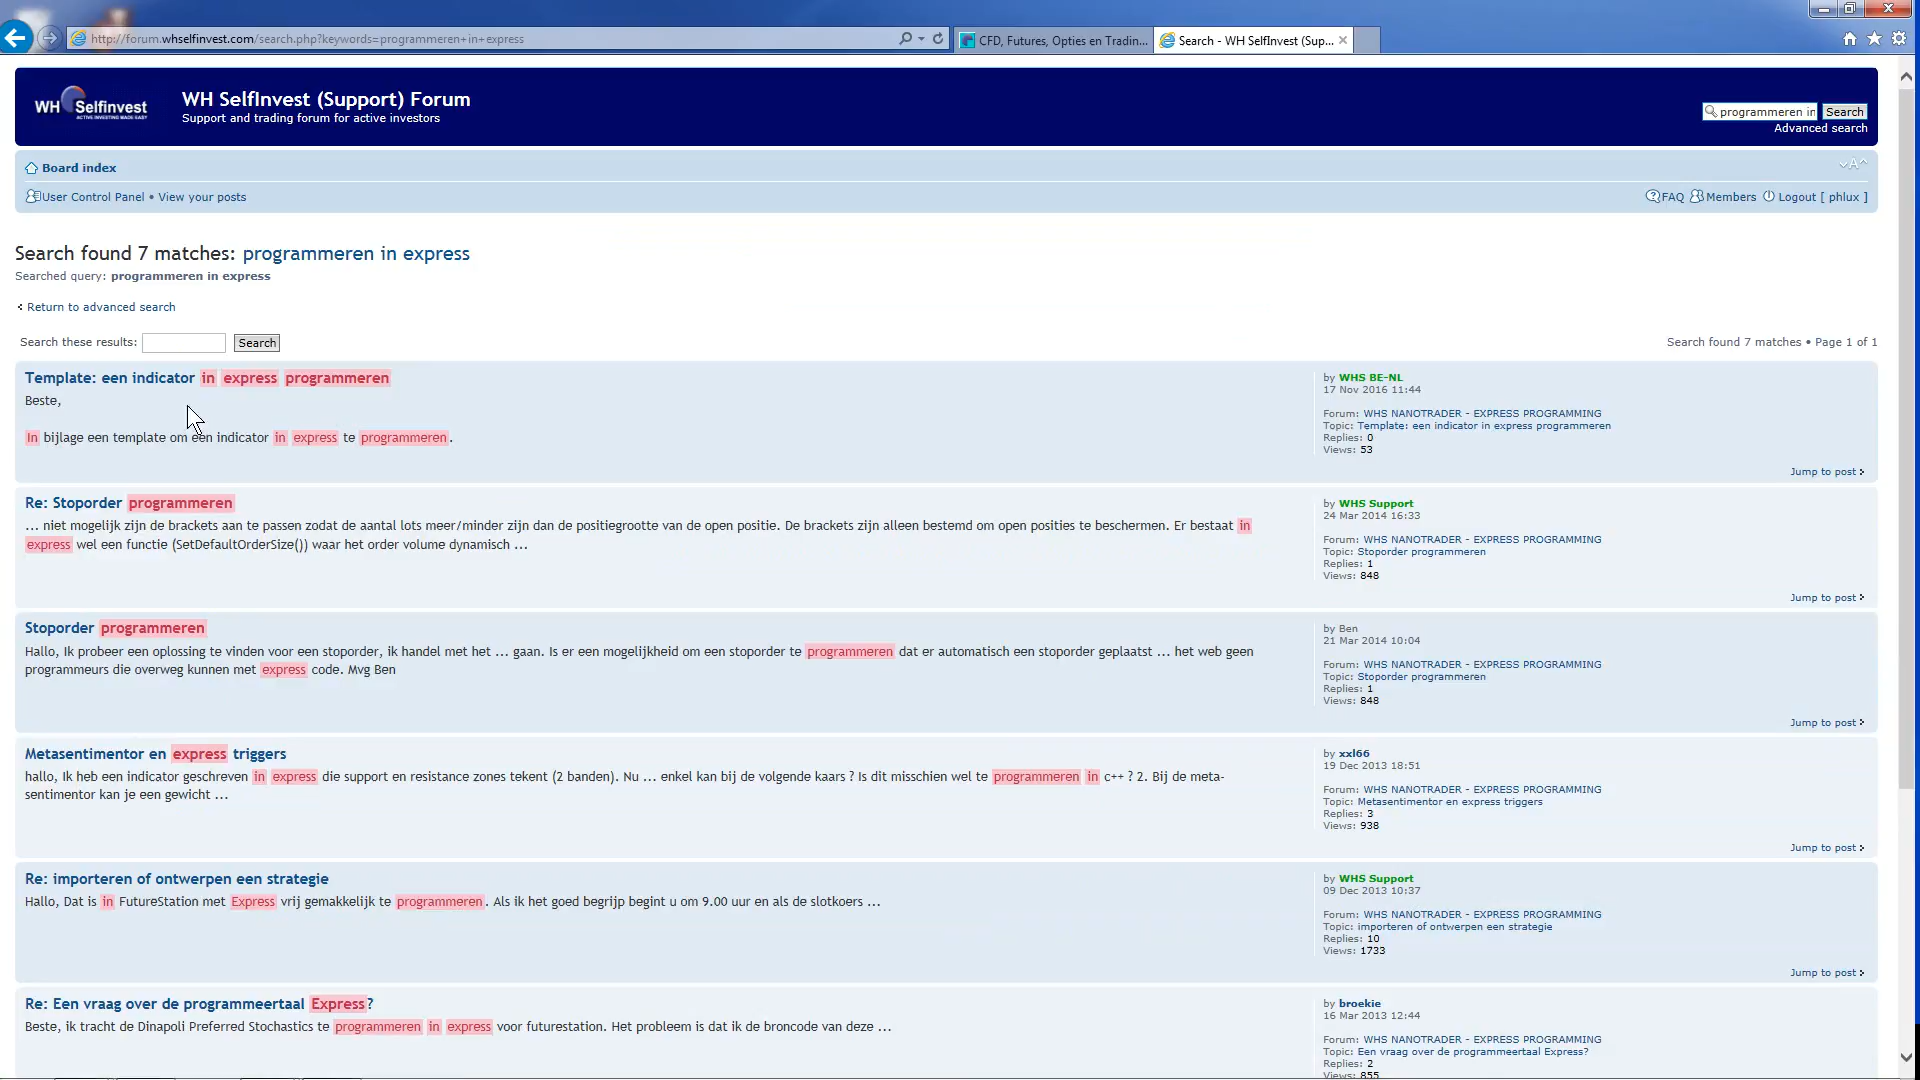 http://forum.whselfinvest.com/search.php?keywords=programmeren+in+express
CFD, Futures, Opties en Tradin...
Search - WH SelfInvest (Sup...
WH Selfinvest
ACTIVE INVESTING MADE EASY
WH SelfInvest (Support) Forum
Support and trading forum for active investors
programmeren in
Search
Advanced search
Board index
User Control Panel • View your posts
FAQ Members Logout [ phlux ]
Search found 7 matches: programmeren in express
Searched query: programmeren in express
Return to advanced search
Search these results:
Search
Search found 7 matches • Page 1 of 1
Template: een indicator in express programmeren
Beste,
In bijlage een template om een indicator in express te programmeren.
by WHS BE-NL
17 Nov 2016 11:44
Forum: WHS NANOTRADER - EXPRESS PROGRAMMING
Topic: Template: een indicator in express programmeren
Replies: 0
Views: 53
Jump to post
Re: Stoporder programmeren
... niet mogelijk zijn de brackets aan te passen zodat de aantal lots meer/minder zijn dan de positiegrootte van de open positie. De brackets zijn alleen bestemd om open posities te beschermen. Er bestaat in
express wel een functie (SetDefaultOrderSize()) waar het order volume dynamisch ...
by WHS Support
24 Mar 2014 16:33
Forum: WHS NANOTRADER - EXPRESS PROGRAMMING
Topic: Stoporder programmeren
Replies: 1
Views: 848
Jump to post
Stoporder programmeren
Hallo, Ik probeer een oplossing te vinden voor een stoporder, ik handel met het ... gaan. Is er een mogelijkheid om een stoporder te programmeren dat er automatisch een stoporder geplaatst ... het web geen
programmeurs die overweg kunnen met express code. Mvg Ben
by Ben
21 Mar 2014 10:04
Forum: WHS NANOTRADER - EXPRESS PROGRAMMING
Topic: Stoporder programmeren
Replies: 1
Views: 848
Jump to post
Metasentimentor en express triggers
hallo, Ik heb een indicator geschreven in express die support en resistance zones tekent (2 banden). Nu ... enkel kan bij de volgende kaars ? Is dit misschien wel te programmeren in c++ ? 2. Bij de meta-
sentimentor kan je een gewicht ...
by xxl66
19 Dec 2013 18:51
Forum: WHS NANOTRADER - EXPRESS PROGRAMMING
Topic: Metasentimentor en express triggers
Replies: 3
Views: 938
Jump to post
Re: importeren of ontwerpen een strategie
Hallo, Dat is in FutureStation met Express vrij gemakkelijk te programmeren. Als ik het goed begrijp begint u om 9.00 uur en als de slotkoers ...
by WHS Support
09 Dec 2013 10:37
Forum: WHS NANOTRADER - EXPRESS PROGRAMMING
Topic: importeren of ontwerpen een strategie
Replies: 10
Views: 1733
Jump to post
Re: Een vraag over de programmeertaal Express?
Beste, ik tracht de Dinapoli Preferred Stochastics te programmeren in express voor futurestation. Het probleem is dat ik de broncode van deze ...
by broekie
16 Mar 2013 12:44
Forum: WHS NANOTRADER - EXPRESS PROGRAMMING
Topic: Een vraag over de programmeertaal Express?
Replies: 2
Views: 855